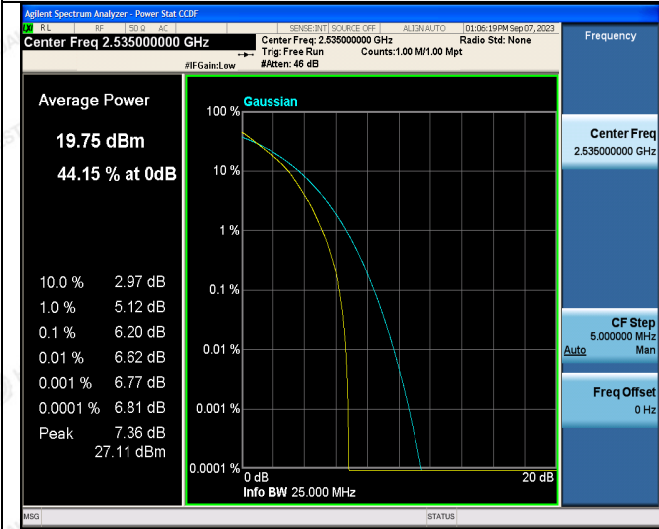 Agilent Spectrum Analyzer - Power Stat CCDF
RL RF 50 Ω AC SENSE:INT SOURCE OFF ALIGN AUTO 01:06:19PM Sep 07, 2023
Center Freq 2.535000000 GHz
Center Freq: 2.535000000 GHz Radio Std: None
Trig: Free Run Counts:1.00 M/1.00 Mpt
#IFGain:Low #Atten: 46 dB
Frequency
Average Power
19.75 dBm
44.15 % at 0dB
10.0 % 2.97 dB
1.0 % 5.12 dB
0.1 % 6.20 dB
0.01 % 6.62 dB
0.001 % 6.77 dB
0.0001 % 6.81 dB
Peak 7.36 dB
27.11 dBm
Gaussian
100 %
10 %
1 %
0.1 %
0.01 %
0.001 %
0.0001 %
0 dB 20 dB
Info BW 25.000 MHz
Center Freq
2.535000000 GHz
CF Step
5.000000 MHz
Auto Man
Freq Offset
0 Hz
MSG STATUS